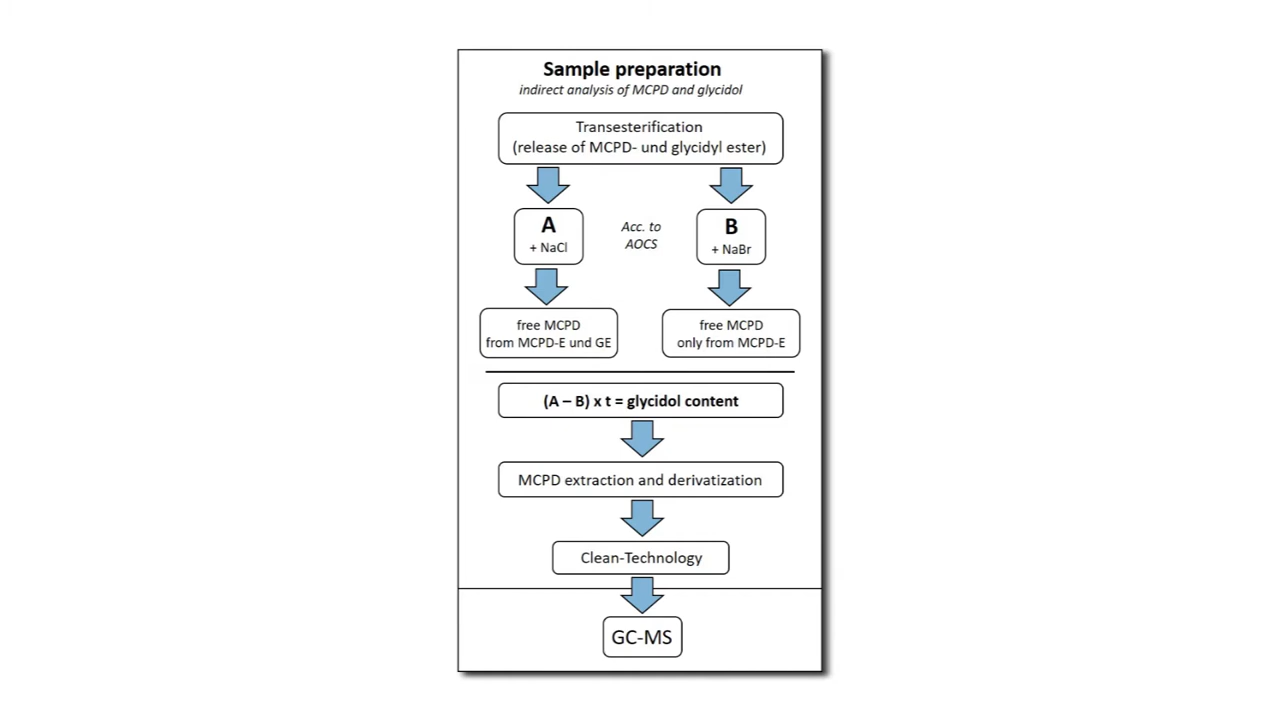 Sample preparation
indirect analysis of MCPD and glycidol
Transesterification
(release of MCPD- und glycidyl ester)
A
+ NaCl
Acc. to
AOCS
B
+ NaBr
free MCPD
from MCPD-E und GE
free MCPD
only from MCPD-E
(A – B) x t = glycidol content
MCPD extraction and derivatization
Clean-Technology
GC-MS